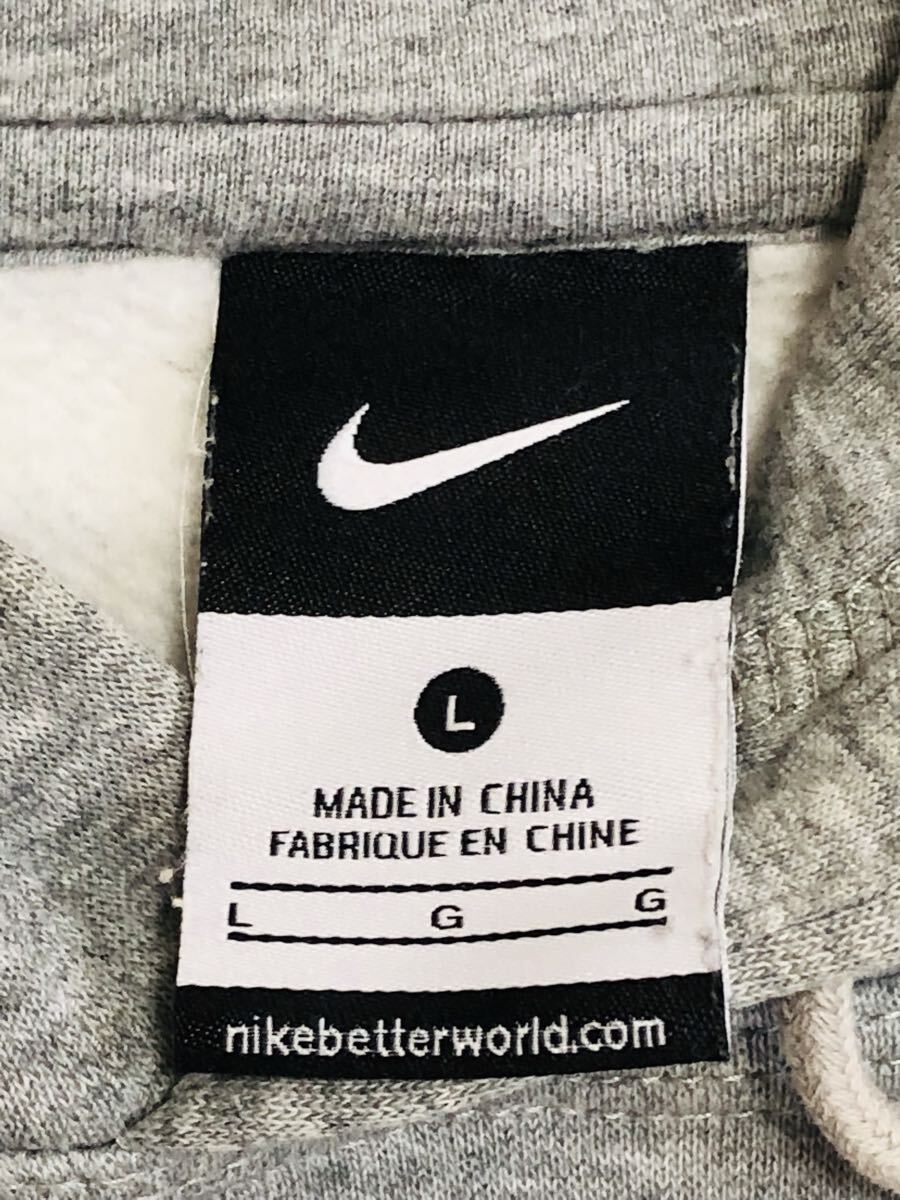 L
MADE IN CHINA
FABRIQUE EN CHINE
L G G
nikebetterworld.com